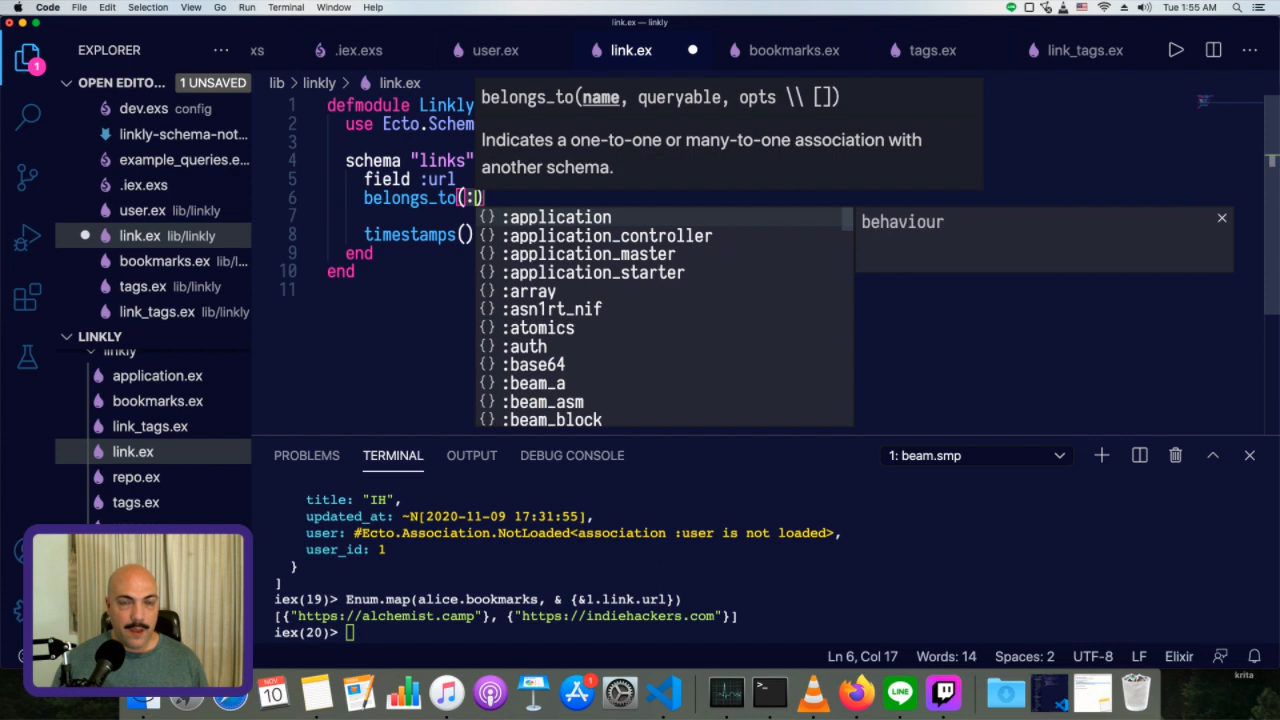 Code File Edit Selection View Go Run Terminal Window Help
Tue 1:55 AM
link.ex — linkly
EXPLORER
xs
.iex.exs
user.ex
link.ex
bookmarks.ex
tags.ex
link_tags.ex
OPEN EDITO...
1 UNSAVED
lib > linkly > link.ex
dev.exs config
linkly-schema-not...
example_queries.e...
.iex.exs
user.ex lib/linkly
link.ex lib/linkly
bookmarks.ex lib/l...
tags.ex lib/linkly
link_tags.ex lib/linkly
LINKLY
linkly
application.ex
bookmarks.ex
link_tags.ex
link.ex
repo.ex
tags.ex
1 defmodule Linkly
2 use Ecto.Schem
3
4 schema "links"
5 field :url
6 belongs_to(:)
7
8 timestamps()
9 end
10 end
11
belongs_to(name, queryable, opts \\ [])
Indicates a one-to-one or many-to-one association with
another schema.
{} :application
{} :application_controller
{} :application_master
{} :application_starter
{} :array
{} :asn1rt_nif
{} :atomics
{} :auth
{} :base64
{} :beam_a
{} :beam_asm
{} :beam_block
behaviour
PROBLEMS TERMINAL OUTPUT DEBUG CONSOLE
1: beam.smp
title: "IH",
updated_at: ~N[2020-11-09 17:31:55],
user: #Ecto.Association.NotLoaded<association :user is not loaded>,
user_id: 1
}
]
iex(19)> Enum.map(alice.bookmarks, & {&1.link.url})
[{"https://alchemist.camp"}, {"https://indiehackers.com"}]
iex(20)>
Ln 6, Col 17 Words: 14 Spaces: 2 UTF-8 LF Elixir
NOV
10
1
LINE
krita